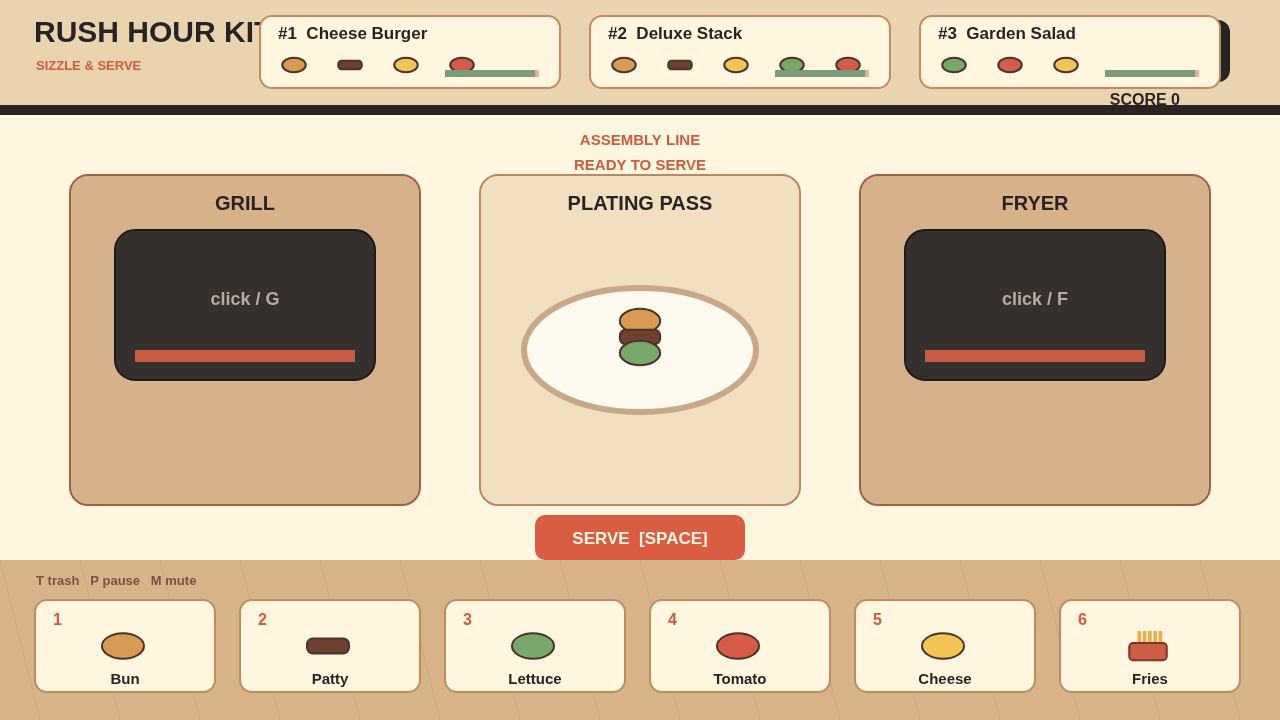 RUSH HOUR KIT
SIZZLE & SERVE
#1 Cheese Burger
#2 Deluxe Stack
#3 Garden Salad
SCORE 0
ASSEMBLY LINE
READY TO SERVE
GRILL
click / G
PLATING PASS
FRYER
click / F
SERVE [SPACE]
T trash P pause M mute
1
Bun
2
Patty
3
Lettuce
4
Tomato
5
Cheese
6
Fries